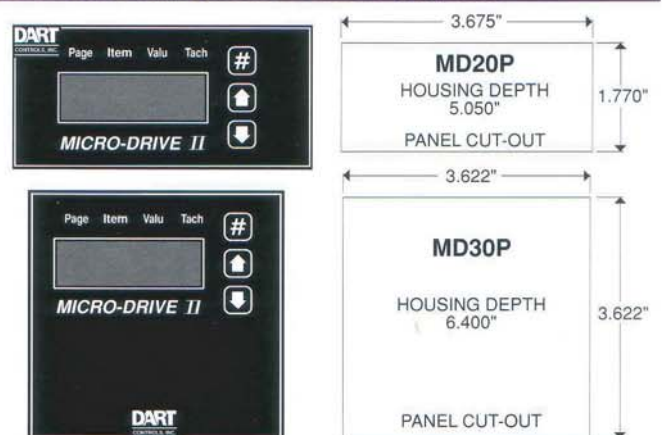 DART
CONTROLS, INC.
Page Item Valu Tach
#
MICRO-DRIVE II
3.675"
MD20P
HOUSING DEPTH
5.050"
PANEL CUT-OUT
1.770"
Page Item Valu Tach
#
MICRO-DRIVE II
DART
CONTROLS, INC.
3.622"
MD30P
HOUSING DEPTH
6.400"
PANEL CUT-OUT
3.622"